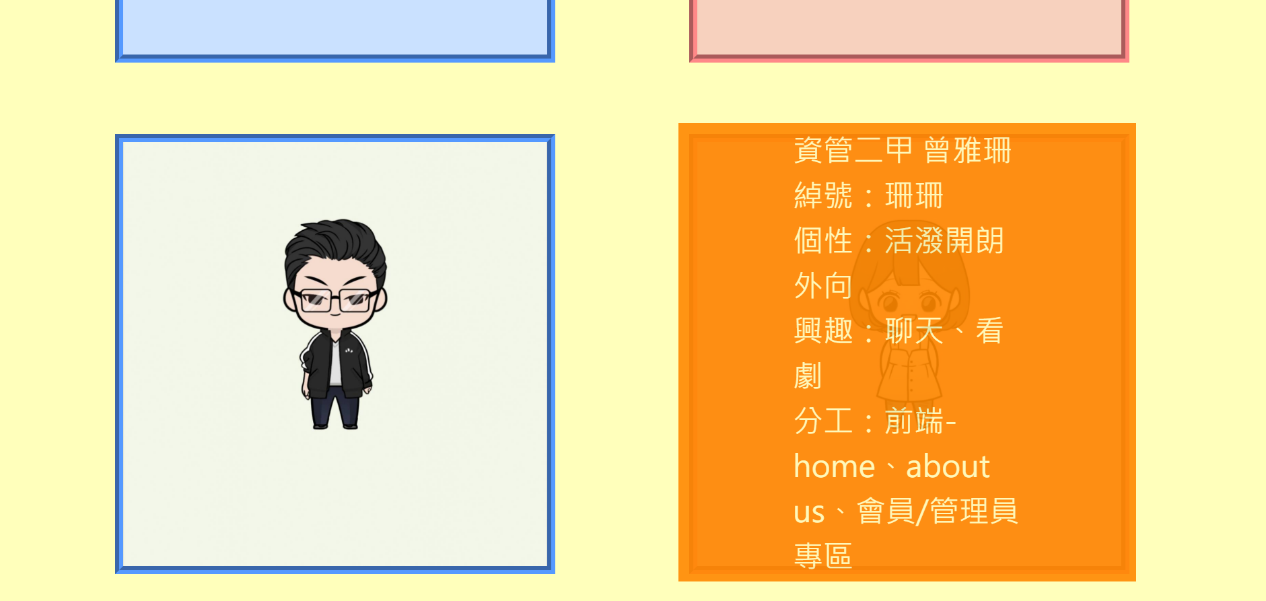 資管二甲 曾雅珊
綽號：珊珊
個性：活潑開朗
外向
興趣：聊天、看
劇
分工：前端-
home、about
us、會員/管理員
專區